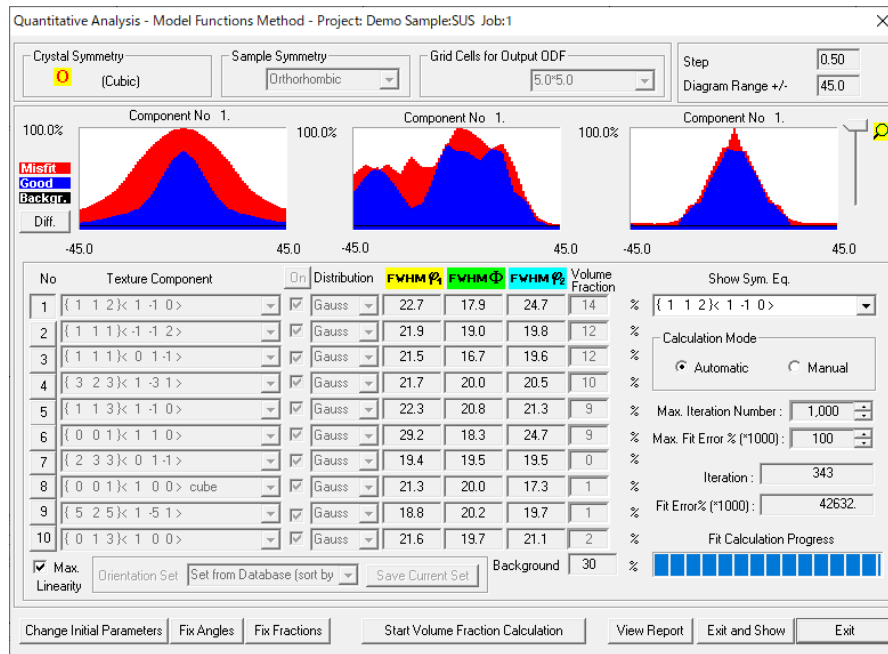 Quantitative Analysis - Model Functions Method - Project: Demo Sample:SUS Job:1
Crystal Symmetry
O (Cubic)
Sample Symmetry
Orthorhombic
Grid Cells for Output ODF
5.0*5.0
Step 0.50
Diagram Range +/- 45.0
Component No 1.
100.0%
Component No 1.
100.0%
Component No 1.
100.0%
Misfit
Good
Backgr.
Diff.
-45.0 45.0 -45.0 45.0 -45.0 45.0
No Texture Component On Distribution FWHM φ1 FWHM Φ FWHM φ2 Volume Fraction
1 { 1 1 2}< 1 -1 0> Gauss 22.7 17.9 24.7 14 %
2 { 1 1 1}< -1 -1 2> Gauss 21.9 19.0 19.8 12 %
3 { 1 1 1}< 0 1 -1> Gauss 21.5 16.7 19.6 12 %
4 { 3 2 3}< 1 -3 1> Gauss 21.7 20.0 20.5 10 %
5 { 1 1 3}< 1 -1 0> Gauss 22.3 20.8 21.3 9 %
6 { 0 0 1}< 1 1 0> Gauss 29.2 18.3 24.7 9 %
7 { 2 3 3}< 0 1 -1> Gauss 19.4 19.5 19.5 0 %
8 { 0 0 1}< 1 0 0> cube Gauss 21.3 20.0 17.3 1 %
9 { 5 2 5}< 1 -5 1> Gauss 18.8 20.2 19.7 1 %
10 { 0 1 3}< 1 0 0> Gauss 21.6 19.7 21.1 2 %
Max. Linearity
Orientation Set
Set from Database (sort by
Save Current Set
Background 30 %
Show Sym. Eq.
{ 1 1 2}< 1 -1 0>
Calculation Mode
Automatic Manual
Max. Iteration Number : 1,000
Max. Fit Error % (*1000) : 100
Iteration : 343
Fit Error% (*1000) : 42632.
Fit Calculation Progress
Change Initial Parameters Fix Angles Fix Fractions Start Volume Fraction Calculation View Report Exit and Show Exit